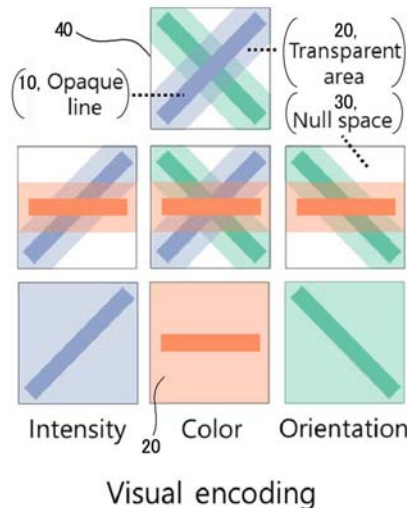 40
(10, Opaque
line)
(20,
Transparent
area)
(30,
Null space)
Intensity Color Orientation
20
Visual encoding